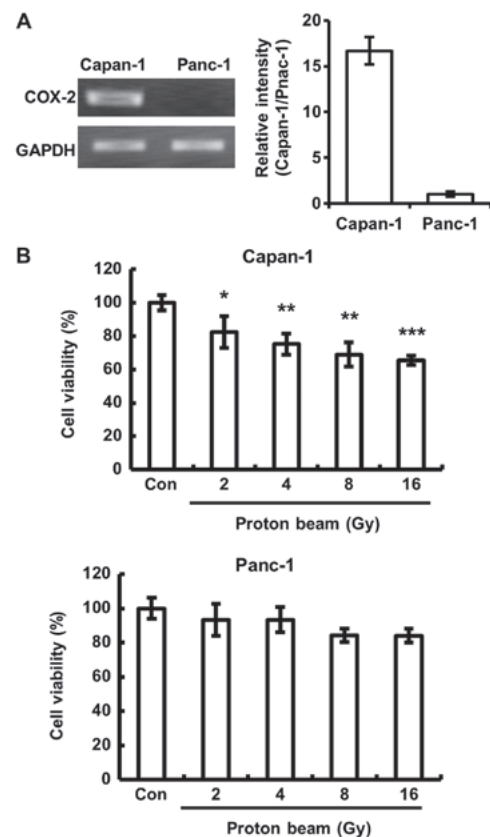 A
Capan-1 Panc-1
COX-2
GAPDH
Relative intensity
(Capan-1/Pnac-1)
20
15
10
5
0
Capan-1 Panc-1
B
Capan-1
Cell viability (%)
120
100
80
60
40
20
0
* ** ** ***
Con 2 4 8 16
Proton beam (Gy)
Panc-1
Cell viability (%)
120
100
80
60
40
20
0
Con 2 4 8 16
Proton beam (Gy)